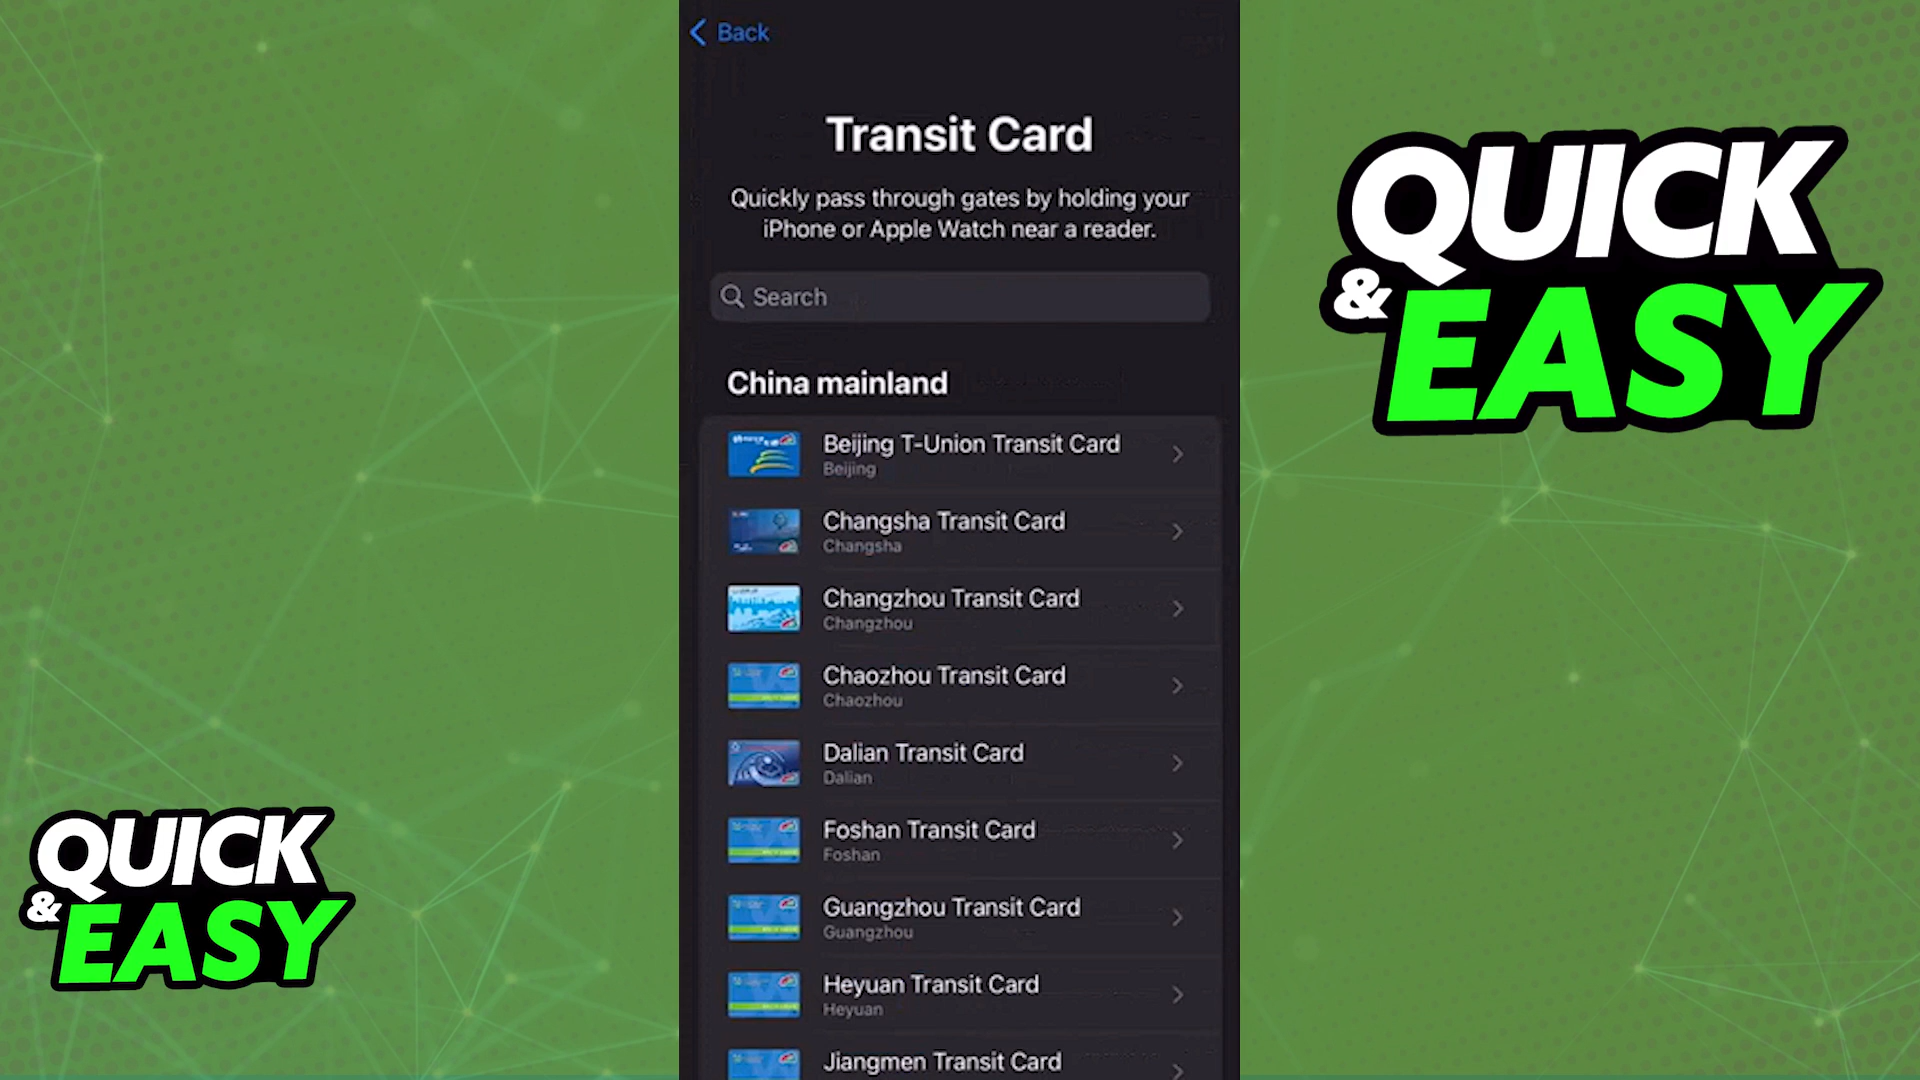 Back
Transit Card
Quickly pass through gates by holding your
iPhone or Apple Watch near a reader.
Search
China mainland
Beijing T-Union Transit Card
Beijing
Changsha Transit Card
Changsha
Changzhou Transit Card
Changzhou
Chaozhou Transit Card
Chaozhou
Dalian Transit Card
Dalian
Foshan Transit Card
Foshan
Guangzhou Transit Card
Guangzhou
Heyuan Transit Card
Heyuan
Jiangmen Transit Card
QUICK
& EASY
QUICK
& EASY